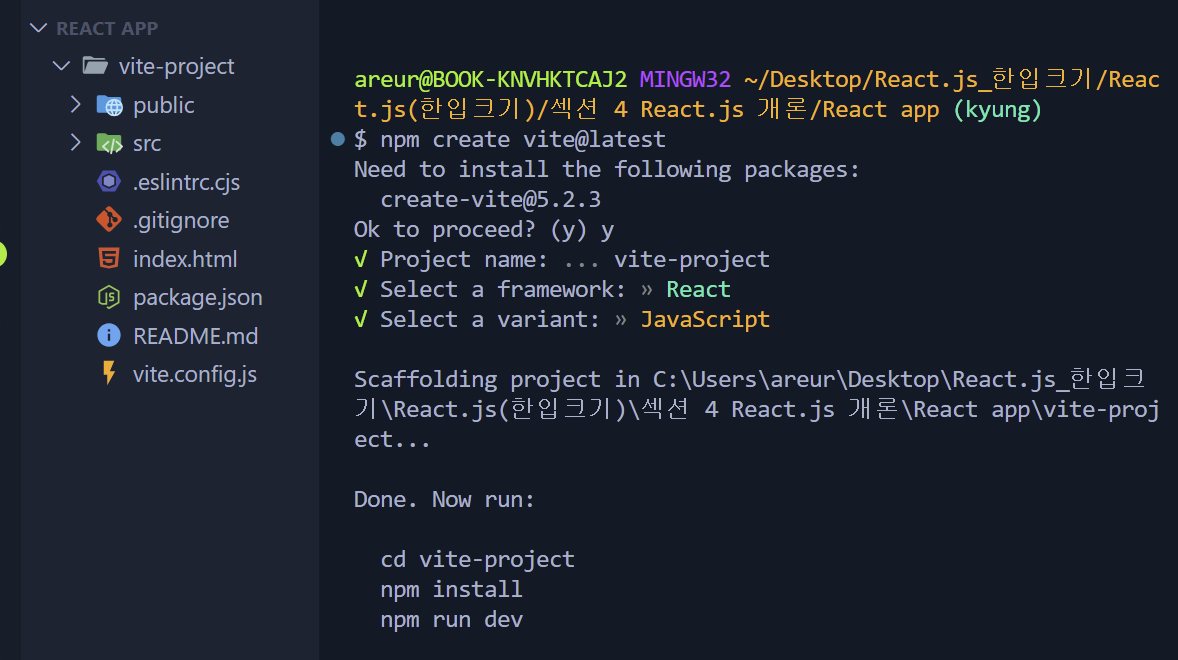 REACT APP
vite-project
public
src
.eslintrc.cjs
.gitignore
index.html
package.json
README.md
vite.config.js
areur@BOOK-KNVHKTCAJ2 MINGW32 ~/Desktop/React.js_한입크기/Reac
t.js(한입크기)/섹션 4 React.js 개론/React app (kyung)
$ npm create vite@latest
Need to install the following packages:
create-vite@5.2.3
Ok to proceed? (y) y
√ Project name: ... vite-project
√ Select a framework: » React
√ Select a variant: » JavaScript
Scaffolding project in C:\Users\areur\Desktop\React.js_한입크
기\React.js(한입크기)\섹션 4 React.js 개론\React app\vite-proj
ect...
Done. Now run:
cd vite-project
npm install
npm run dev